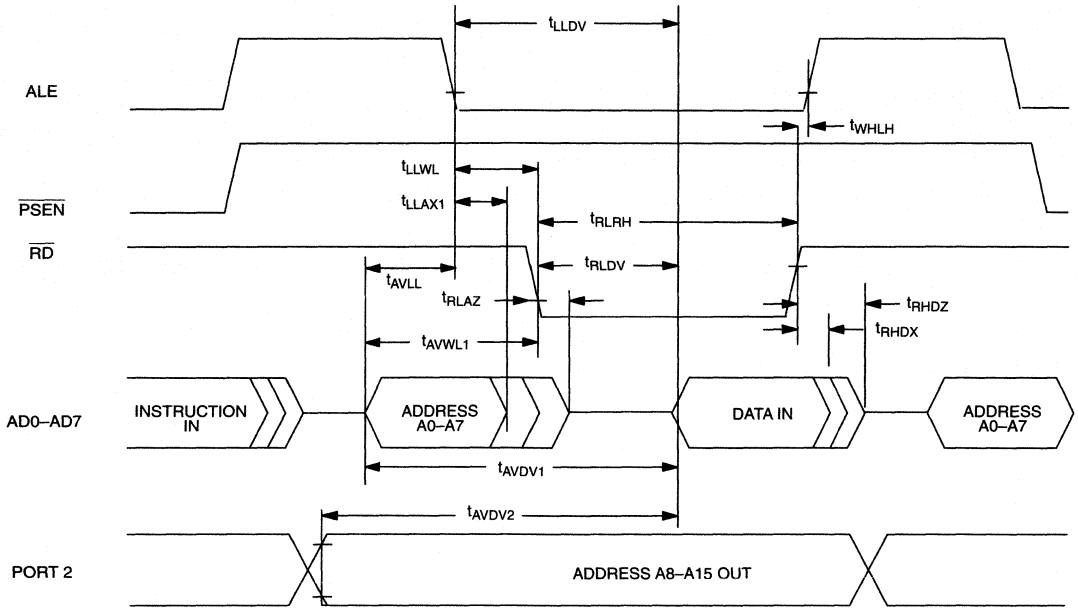 tLLDV
ALE
tWHLH
tLLWL
PSEN
tLLAX1
tRLRH
RD
tAVLL
tRLDV
tRLAZ
tRHDZ
tRHDX
tAVWL1
AD0–AD7
INSTRUCTION
IN
ADDRESS
A0–A7
DATA IN
ADDRESS
A0–A7
tAVDV1
tAVDV2
PORT 2
ADDRESS A8–A15 OUT